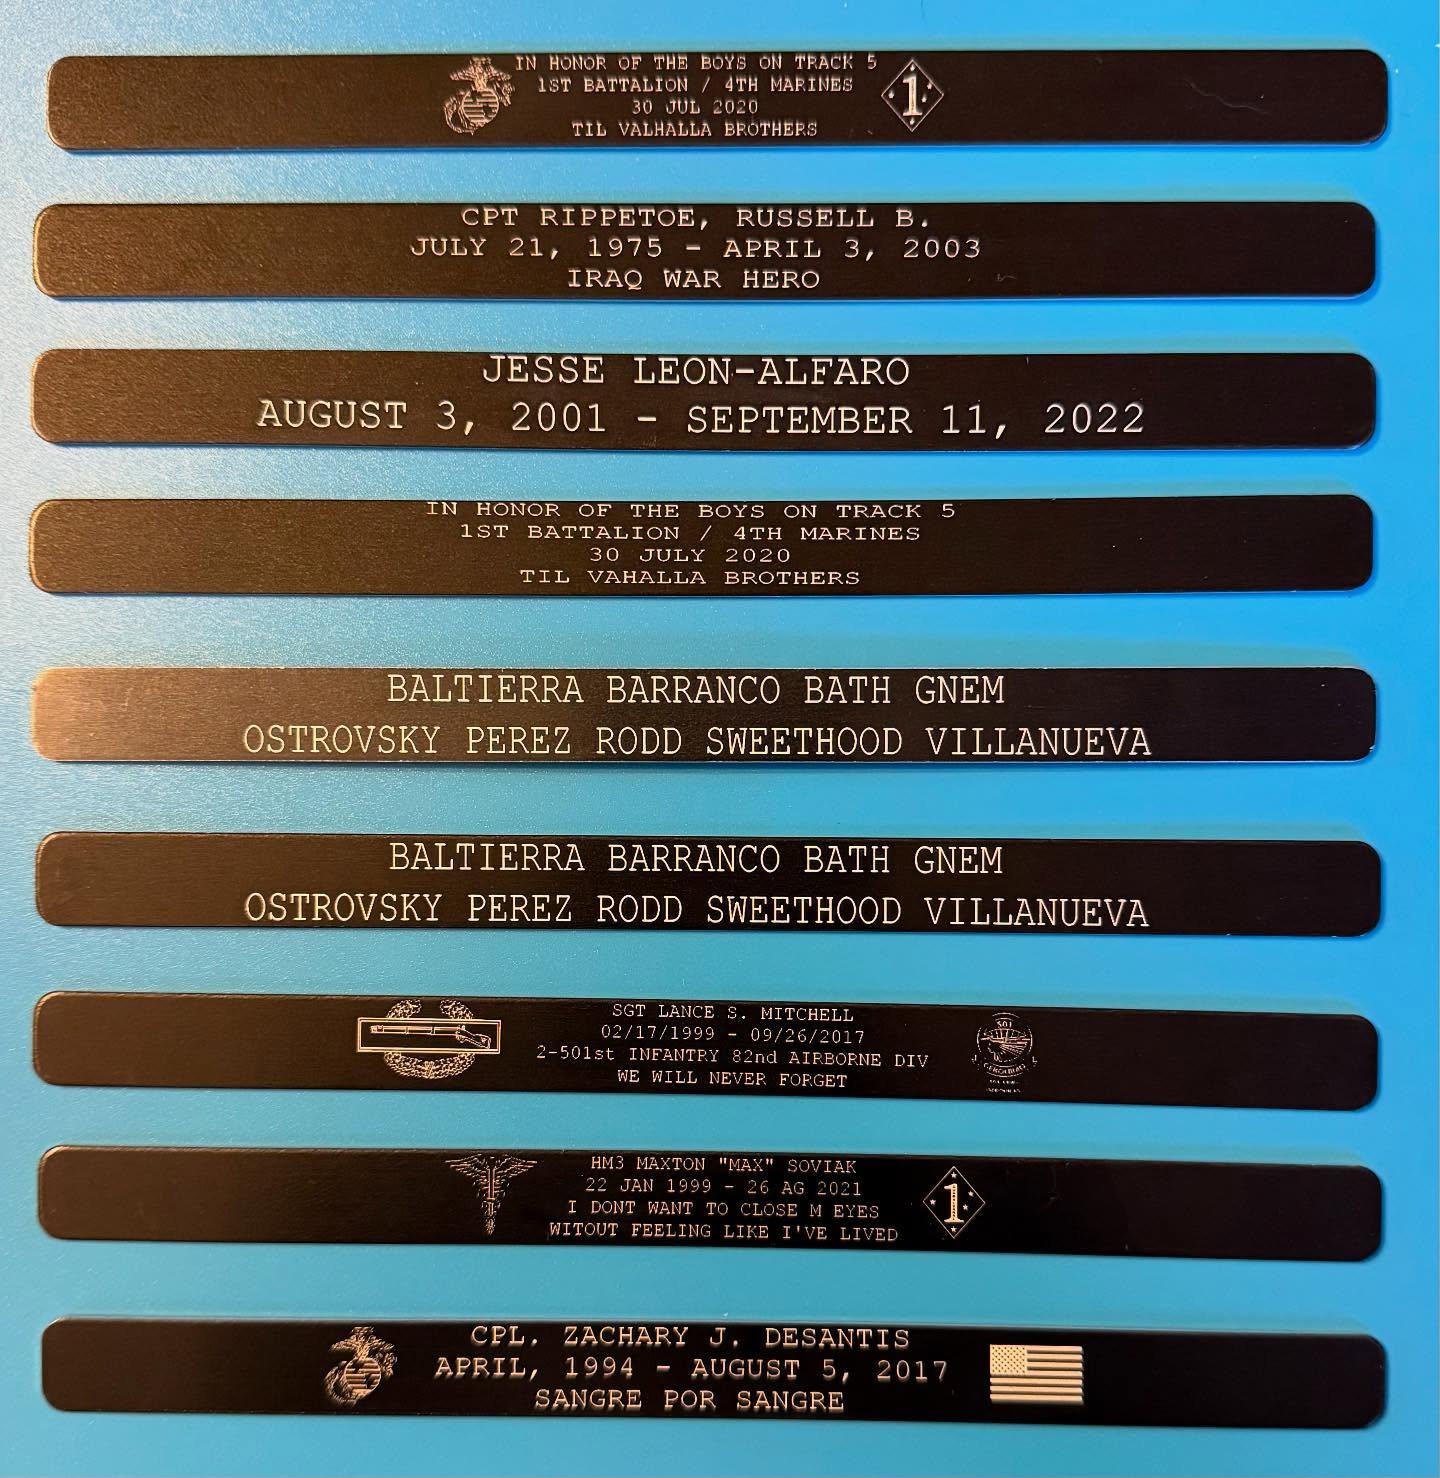 IN HONOR OF THE BOYS ON TRACK 5
1ST BATTALION / 4TH MARINES
30 JUL 2020
TIL VALHALLA BROTHERS
1
CPT RIPPETOE, RUSSELL B.
JULY 21, 1975 - APRIL 3, 2003
IRAQ WAR HERO
JESSE LEON-ALFARO
AUGUST 3, 2001 - SEPTEMBER 11, 2022
IN HONOR OF THE BOYS ON TRACK 5
1ST BATTALION / 4TH MARINES
30 JULY 2020
TIL VAHALLA BROTHERS
BALTIERRA BARRANCO BATH GNEM
OSTROVSKY PEREZ RODD SWEETHOOD VILLANUEVA
BALTIERRA BARRANCO BATH GNEM
OSTROVSKY PEREZ RODD SWEETHOOD VILLANUEVA
SGT LANCE S. MITCHELL
02/17/1999 - 09/26/2017
2-501st INFANTRY 82nd AIRBORNE DIV
WE WILL NEVER FORGET
501
GERONIMO
HM3 MAXTON "MAX" SOVIAK
22 JAN 1999 - 26 AG 2021
I DONT WANT TO CLOSE M EYES
WITOUT FEELING LIKE I'VE LIVED
1
CPL. ZACHARY J. DESANTIS
APRIL, 1994 - AUGUST 5, 2017
SANGRE POR SANGRE